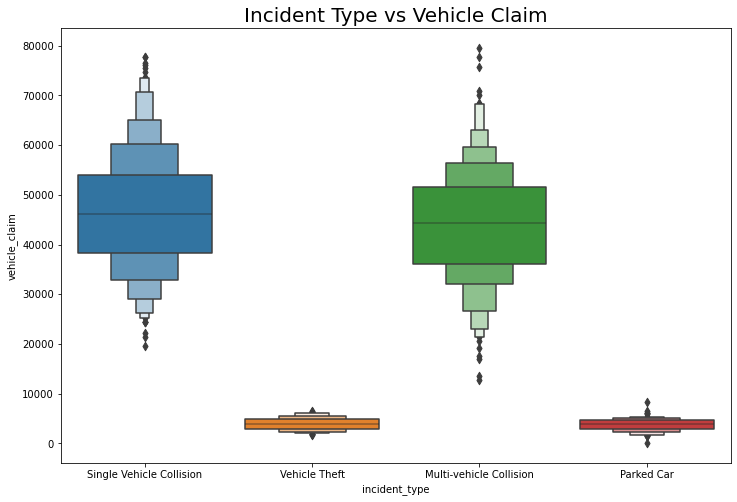 Incident Type vs Vehicle Claim
80000
70000
60000
50000
40000
30000
20000
10000
0
vehicle_claim
Single Vehicle Collision
Vehicle Theft
Multi-vehicle Collision
Parked Car
incident_type